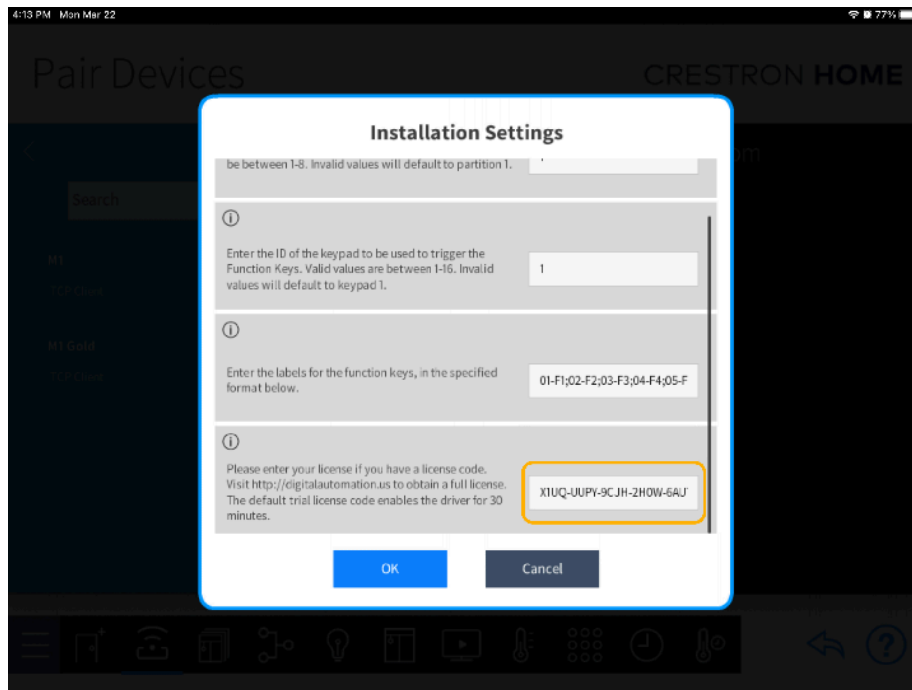 4:13 PM Mon Mar 22
77%
Pair Devices
CRESTRON HOME
Installation Settings
be between 1-8. Invalid values will default to partition 1.
Search
Enter the ID of the keypad to be used to trigger the
Function Keys. Valid values are between 1-16. Invalid
values will default to keypad 1.
1
M1
TCP Client
M1 Gold
TCP Client
Enter the labels for the function keys, in the specified
format below.
01-F1;02-F2;03-F3;04-F4;05-F
Please enter your license if you have a license code.
Visit http://digitalautomation.us to obtain a full license.
The default trial license code enables the driver for 30
minutes.
OK
Cancel